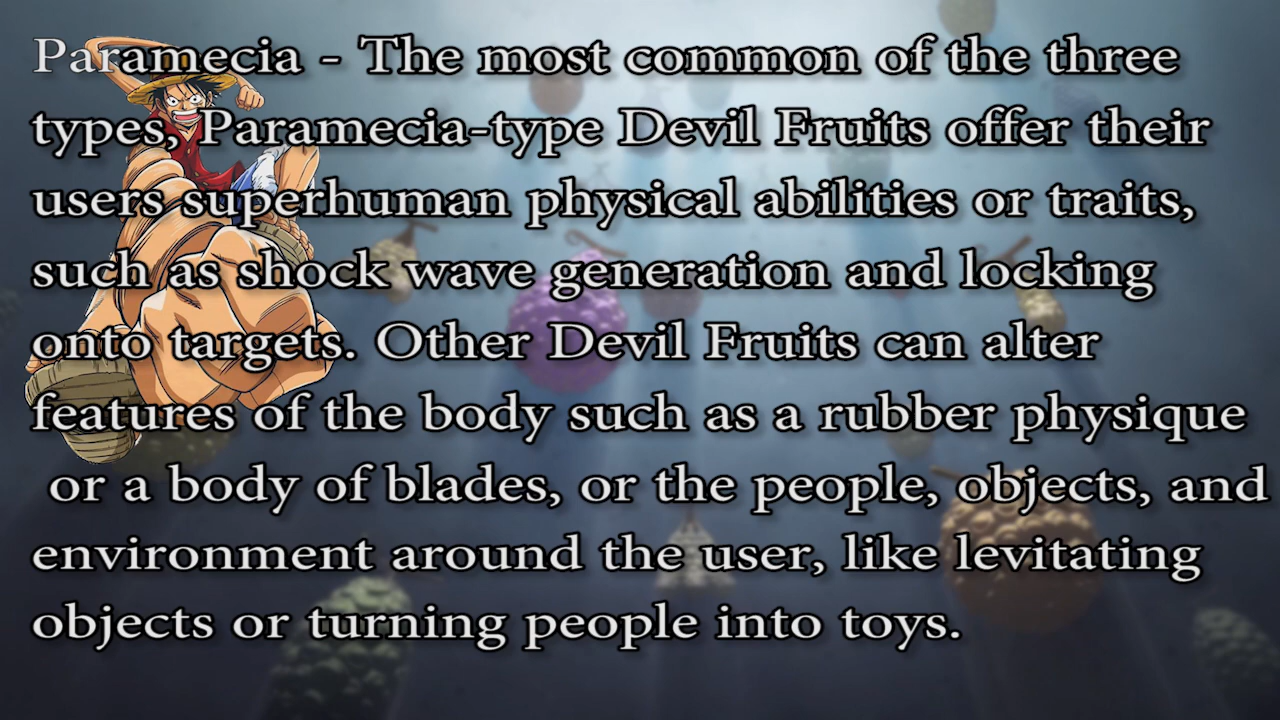 Paramecia - The most common of the three
types, Paramecia-type Devil Fruits offer their
users superhuman physical abilities or traits,
such as shock wave generation and locking
onto targets. Other Devil Fruits can alter
features of the body such as a rubber physique
or a body of blades, or the people, objects, and
environment around the user, like levitating
objects or turning people into toys.